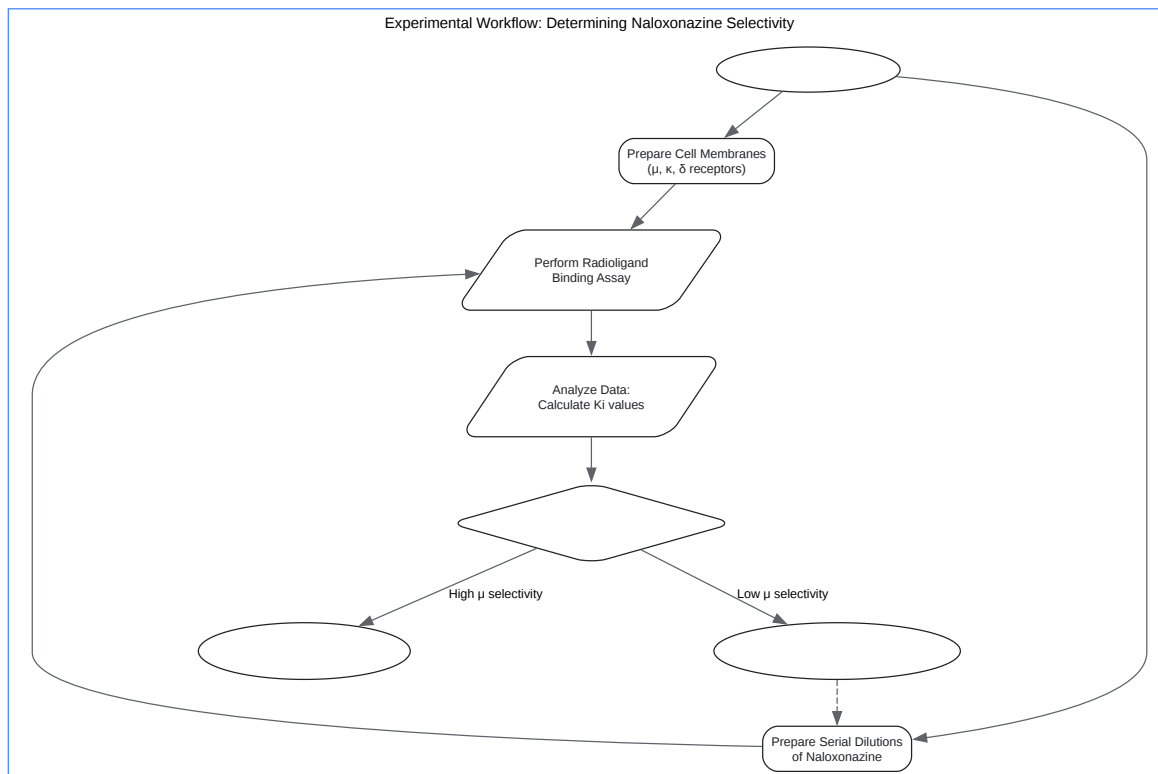 Experimental Workflow: Determining Naloxonazine Selectivity
Prepare Cell Membranes
(μ, κ, δ receptors)
Perform Radioligand
Binding Assay
Analyze Data:
Calculate Ki values
High μ selectivity
Low μ selectivity
Prepare Serial Dilutions
of Naloxonazine